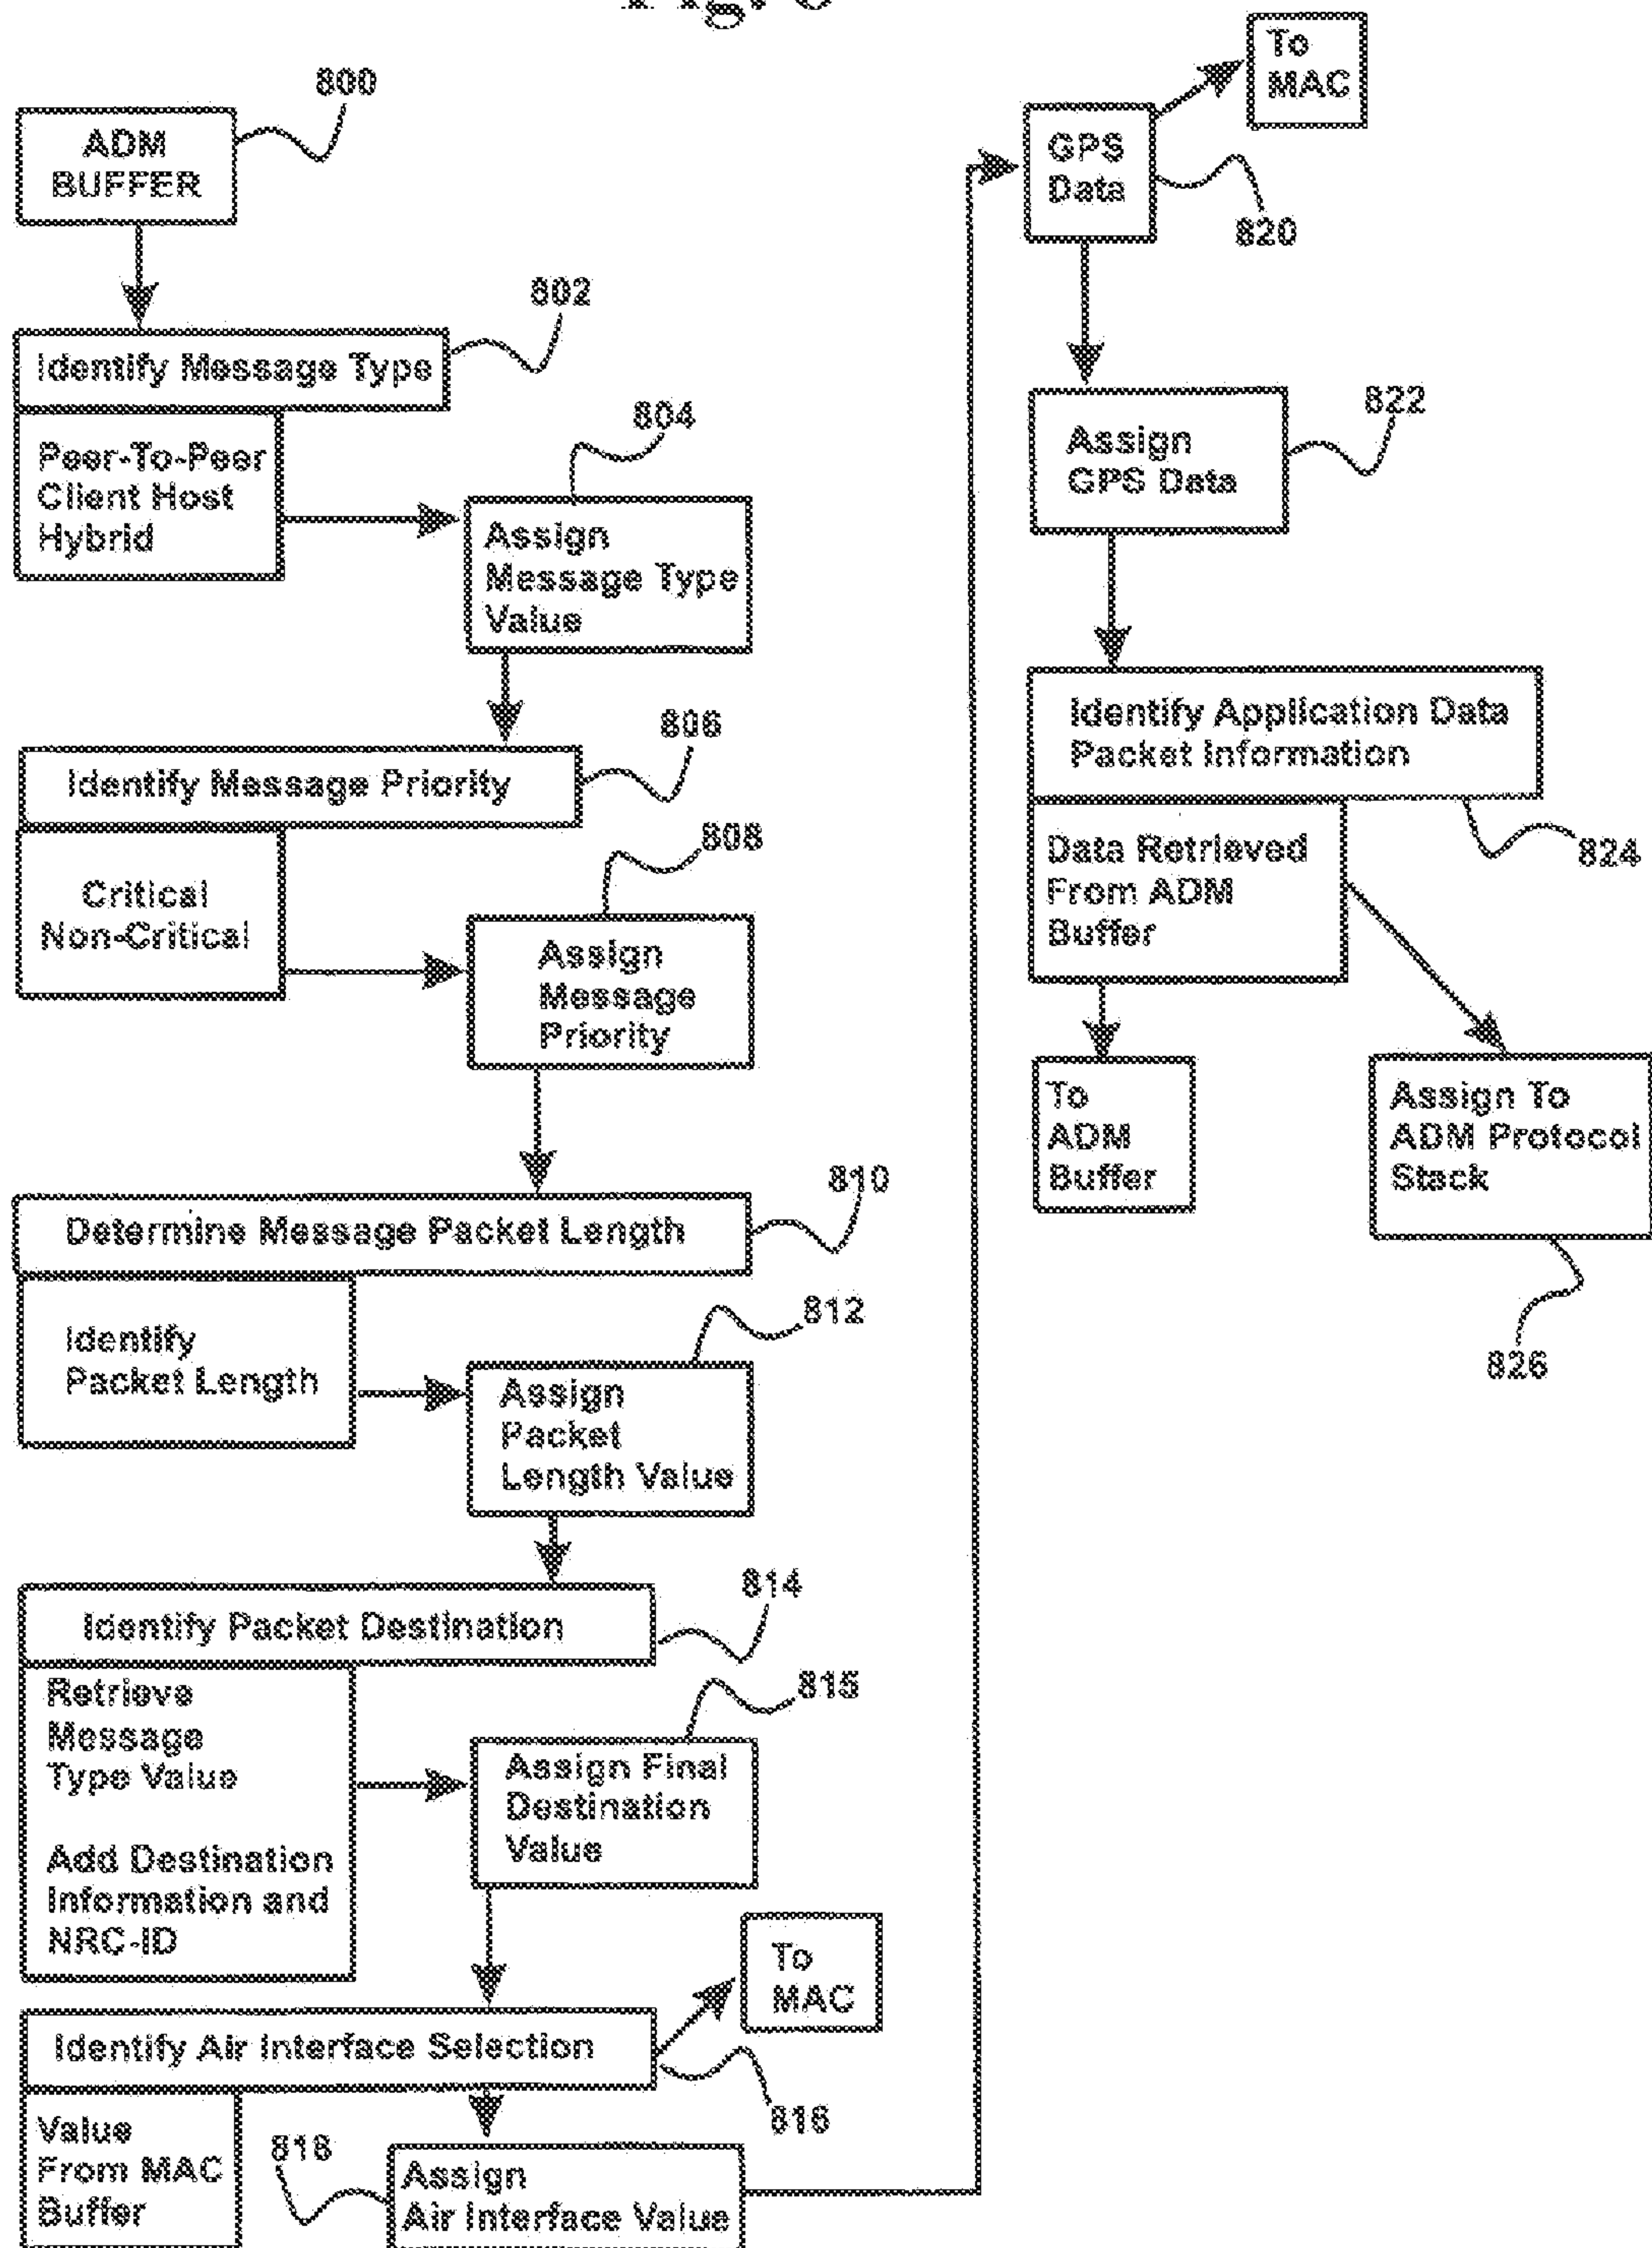 800
ADM
BUFFER
802
Identify Message Type
Peer-To-Peer
Client Host
Hybrid
804
Assign
Message Type
Value
806
Identify Message Priority
Critical
Non-Critical
808
Assign
Message
Priority
810
Determine Message Packet Length
Identify
Packet Length
812
Assign
Packet
Length Value
814
Identify Packet Destination
Retrieve
Message
Type Value
Add Destination
Information and
NRC-ID
815
Assign Final
Destination
Value
To
MAC
Identify Air Interface Selection
816
Value
From MAC
Buffer
818
Assign
Air Interface Value
To
MAC
GPS
Data
820
Assign
GPS Data
822
Identify Application Data
Packet Information
824
Data Retrieved
From ADM
Buffer
To
ADM
Buffer
Assign To
ADM Protocol
Stack
826